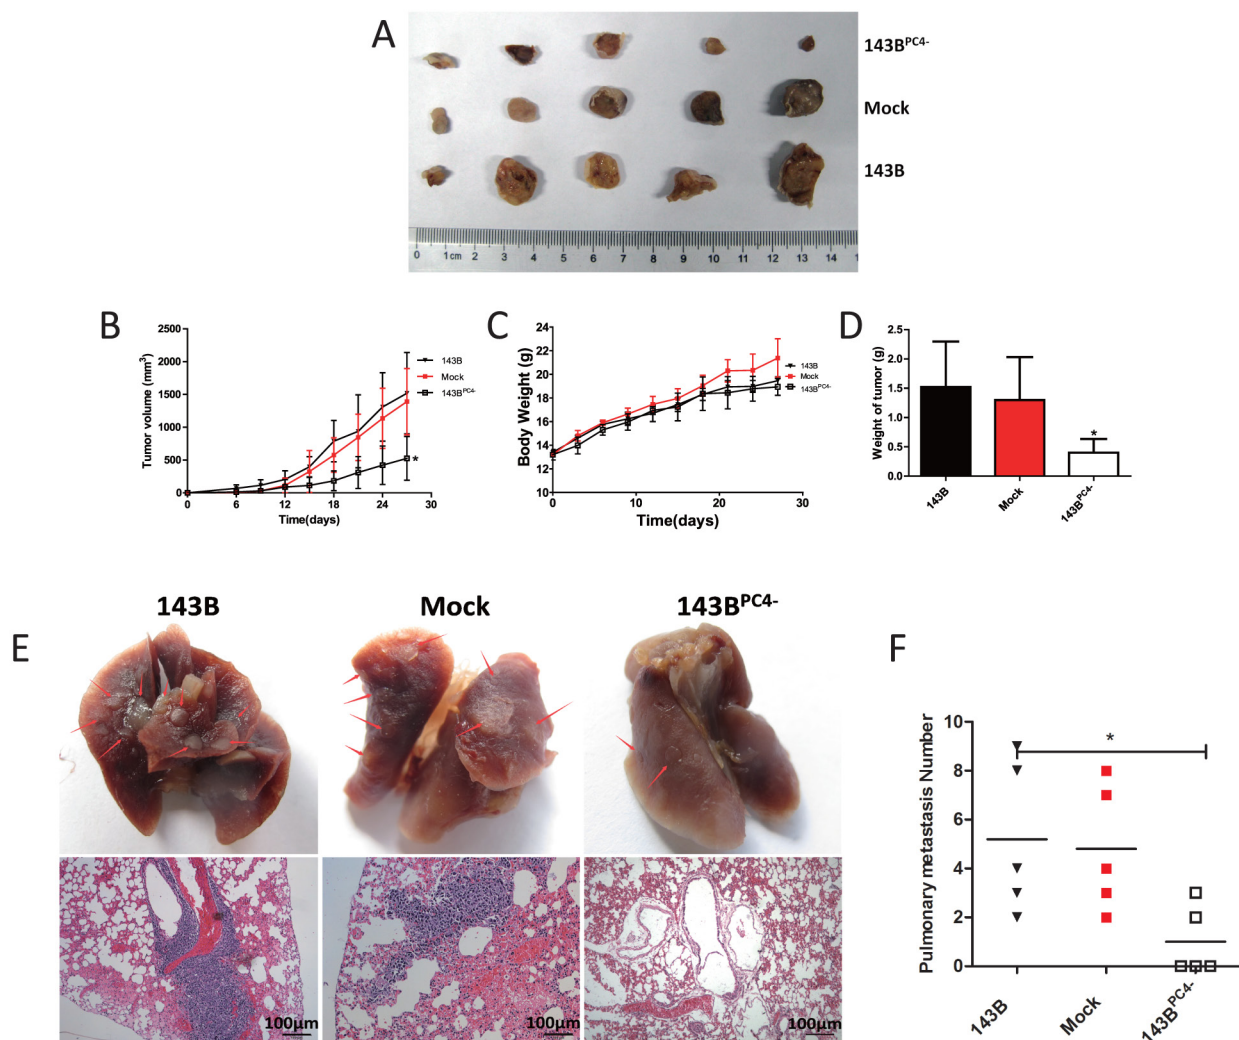 A
143B^PC4-
Mock
143B
0 1cm 2 3 4 5 6 7 8 9 10 11 12 13 14
B
Tumor volume (mm³)
2500
2000
1500
1000
500
0
0 6 12 18 24 30
Time(days)
143B
Mock
143B^PC4-
*
C
Body Weight (g)
24
22
20
18
16
14
12
10
0 10 20 30
Time(days)
143B
Mock
143B^PC4-
D
Weight of tumor (g)
2.5
2.0
1.5
1.0
0.5
0.0
*
143B
Mock
143B^PC4-
E
143B
Mock
143B^PC4-
100μm
100μm
100μm
F
Pulmonary metastasis Number
10
8
6
4
2
0
*
143B
Mock
143B^PC4-